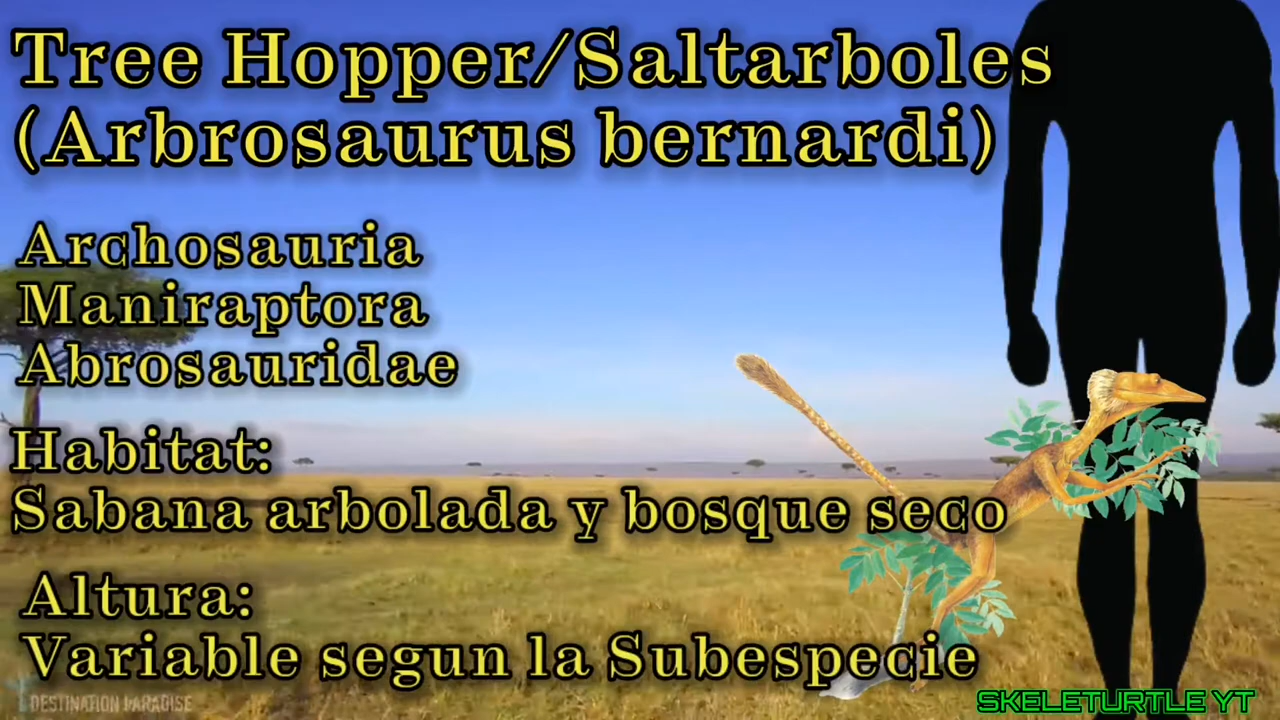 Tree Hopper/Saltarboles
(Arbrosaurus bernardi)
Archosauria
Maniraptora
Abrosauridae
Habitat:
Sabana arbolada y bosque seco
Altura:
Variable segun la Subespecie
DESTINATION PARADISE
SKELETURTLE YT